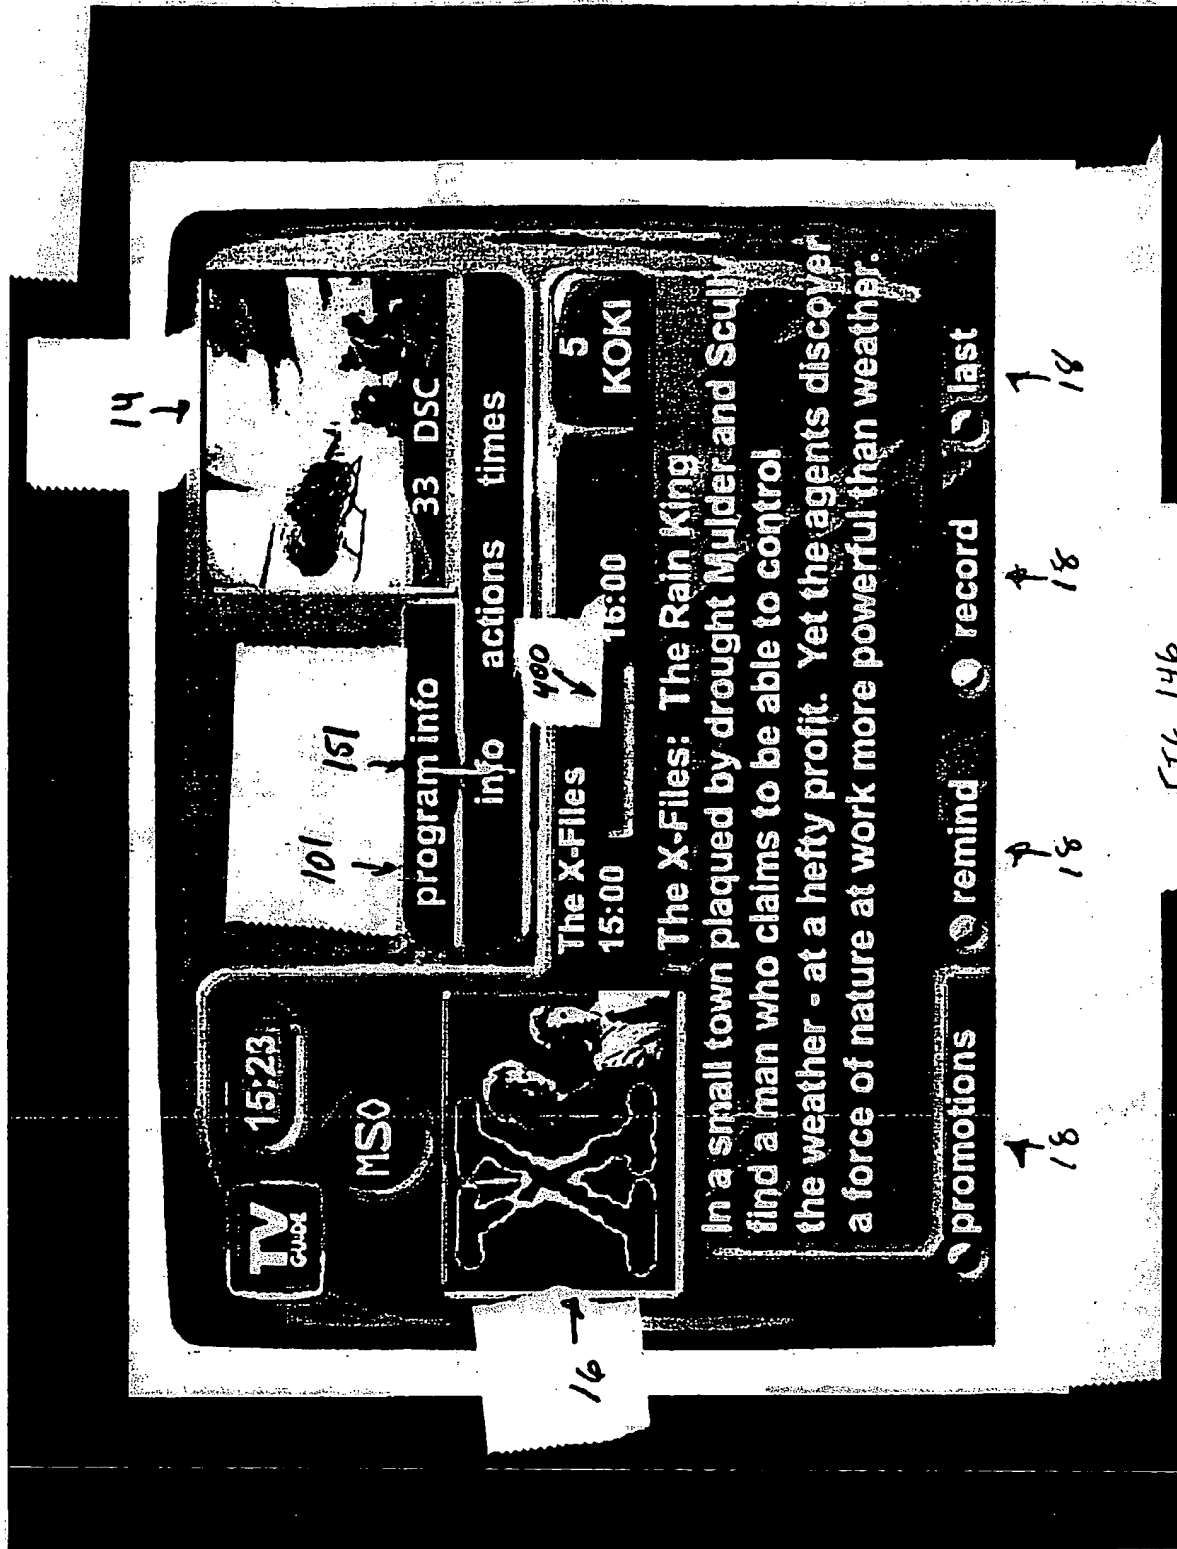 14
101
151
TV
GUIDE
15:23
MSO
program info
33 DSC
info actions times
400
16
The X-Files
15:00 16:00
5
KOKI
The X-Files: The Rain King
In a small town plaqued by drought Mulder and Scull
find a man who claims to be able to control
the weather - at a hefty profit. Yet the agents discover
a force of nature at work more powerful than weather.
promotions remind record last
18 18 18 18
146